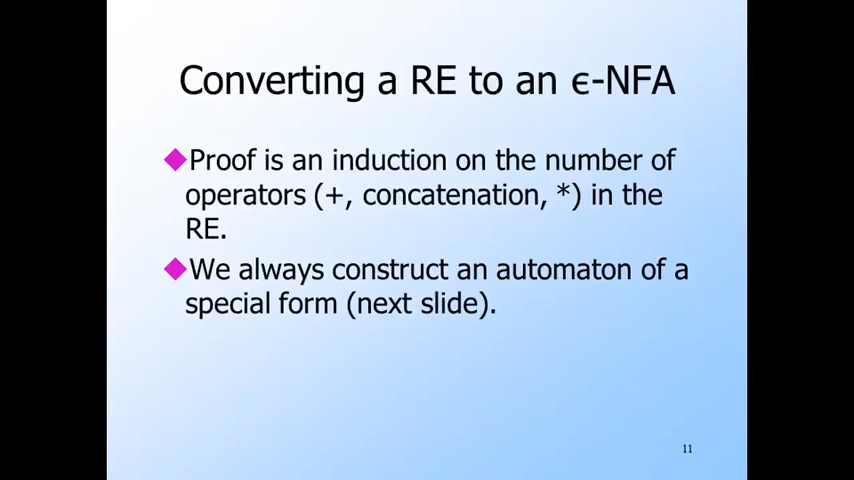 Converting a RE to an ϵ-NFA
Proof is an induction on the number of
operators (+, concatenation, *) in the
RE.
We always construct an automaton of a
special form (next slide).
11